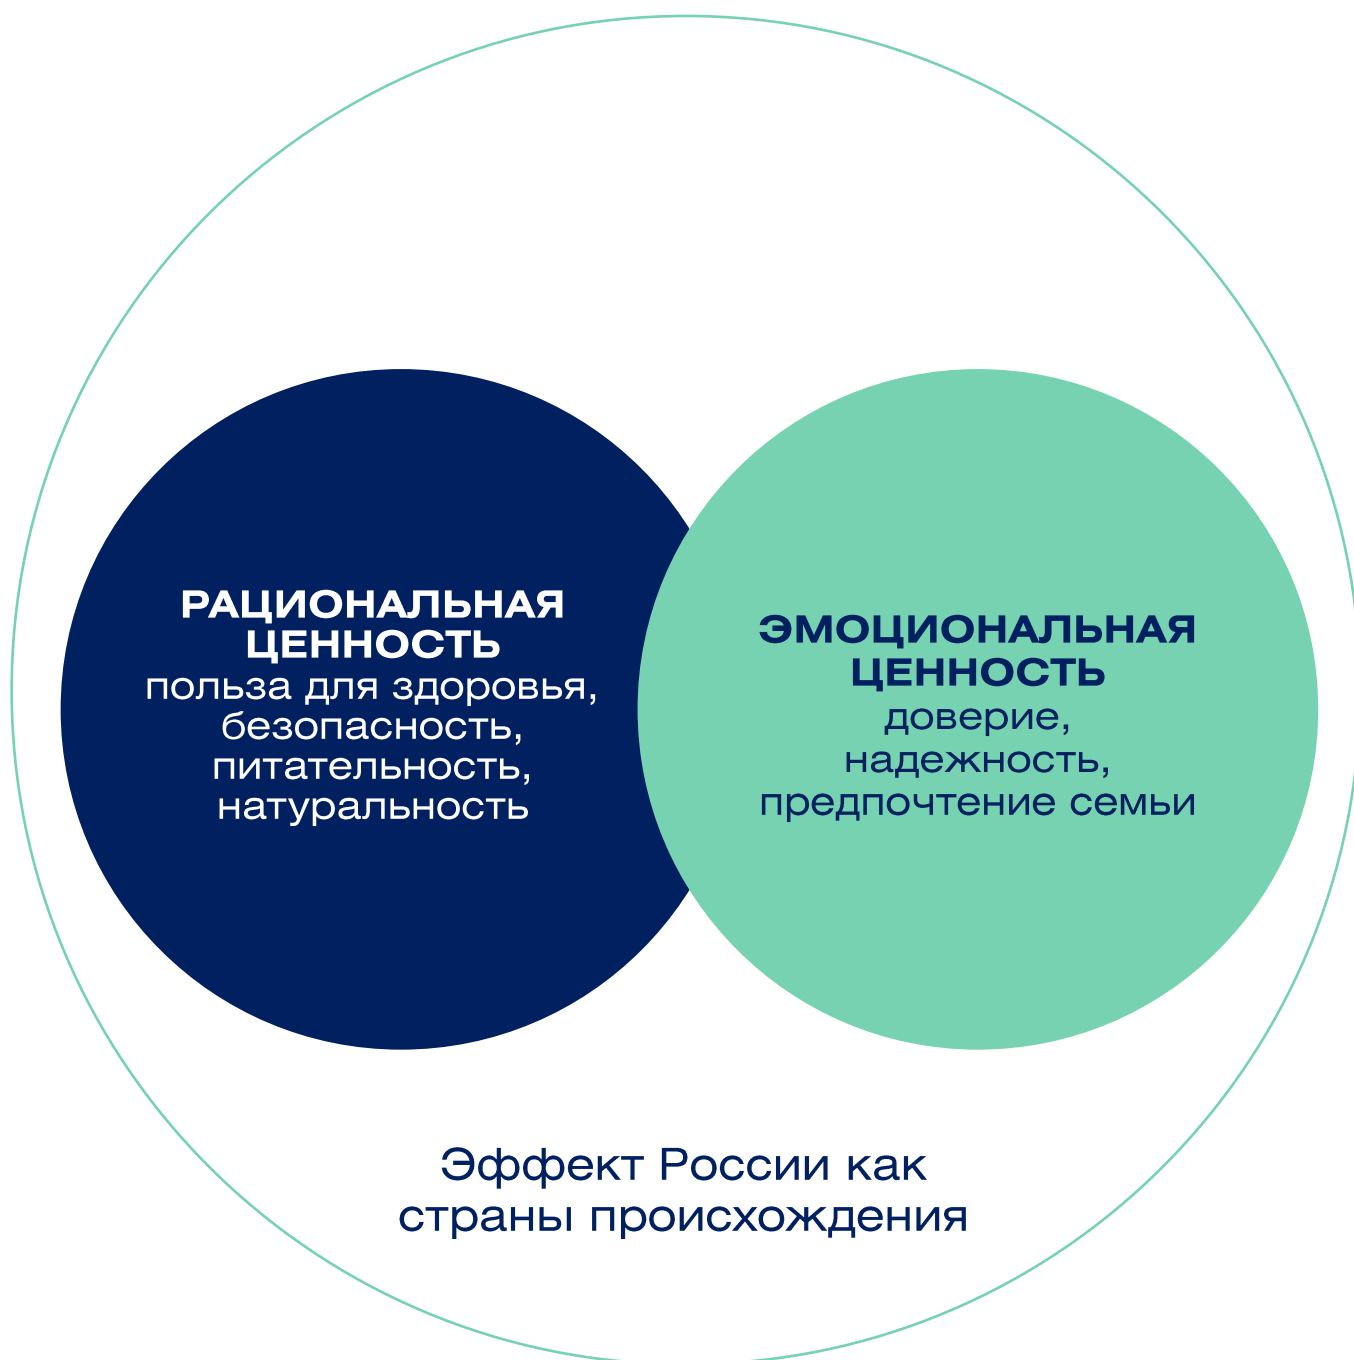 РАЦИОНАЛЬНАЯ
ЦЕННОСТЬ
польза для здоровья,
безопасность,
питательность,
натуральность
ЭМОЦИОНАЛЬНАЯ
ЦЕННОСТЬ
доверие,
надежность,
предпочтение семьи
Эффект России как
страны происхождения